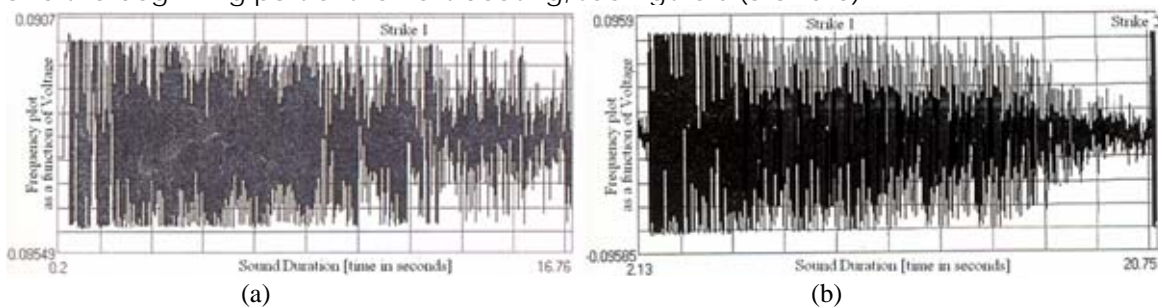 0.0907
Strike 1
Frequency plot
as a function of Voltage
0.09549
0.2
Sound Duration [time in seconds]
16.76
(a)
0.0959
Strike 1
Strike 2
Frequency plot
as a function of Voltage
-0.09585
2.13
Sound Duration [time in seconds]
20.75
(b)